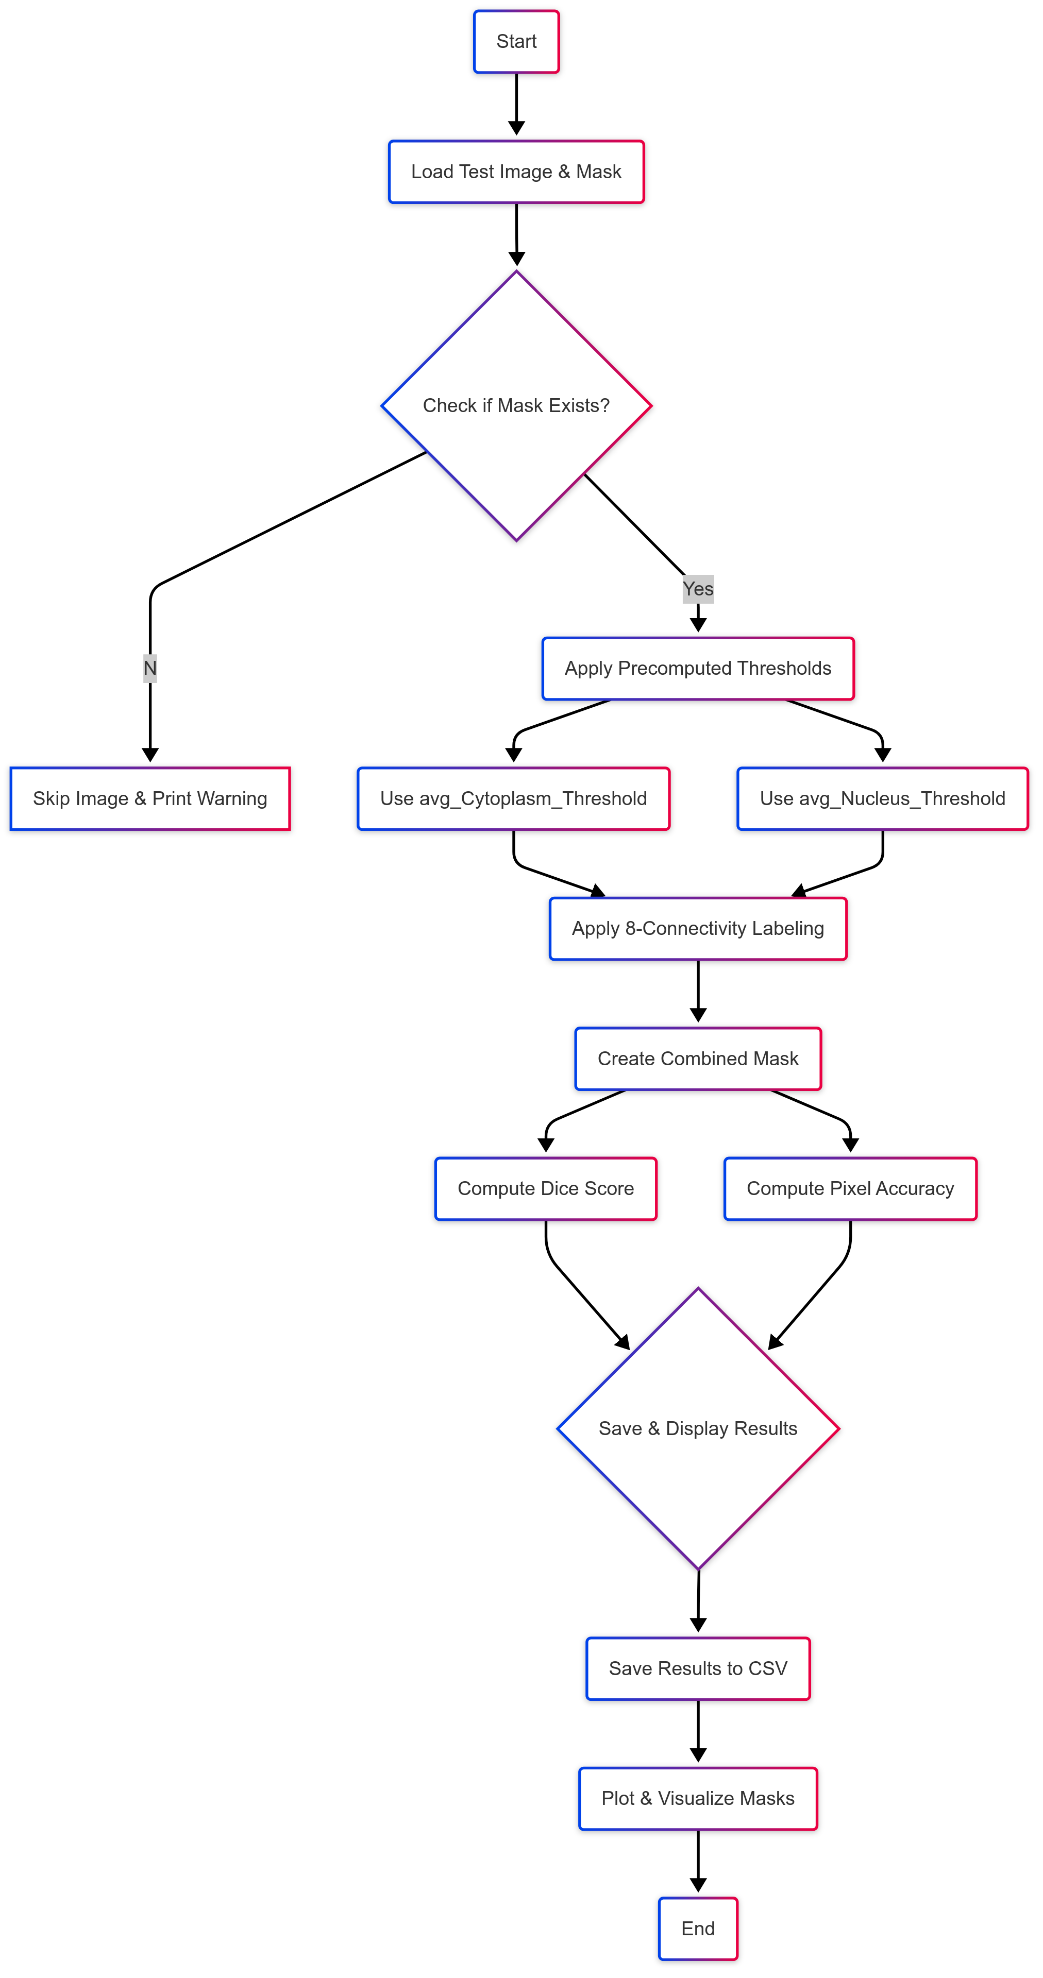 Start
Load Test Image & Mask
Check if Mask Exists?
Yes
N
Apply Precomputed Thresholds
Skip Image & Print Warning
Use avg_Cytoplasm_Threshold
Use avg_Nucleus_Threshold
Apply 8-Connectivity Labeling
Create Combined Mask
Compute Dice Score
Compute Pixel Accuracy
Save & Display Results
Save Results to CSV
Plot & Visualize Masks
End